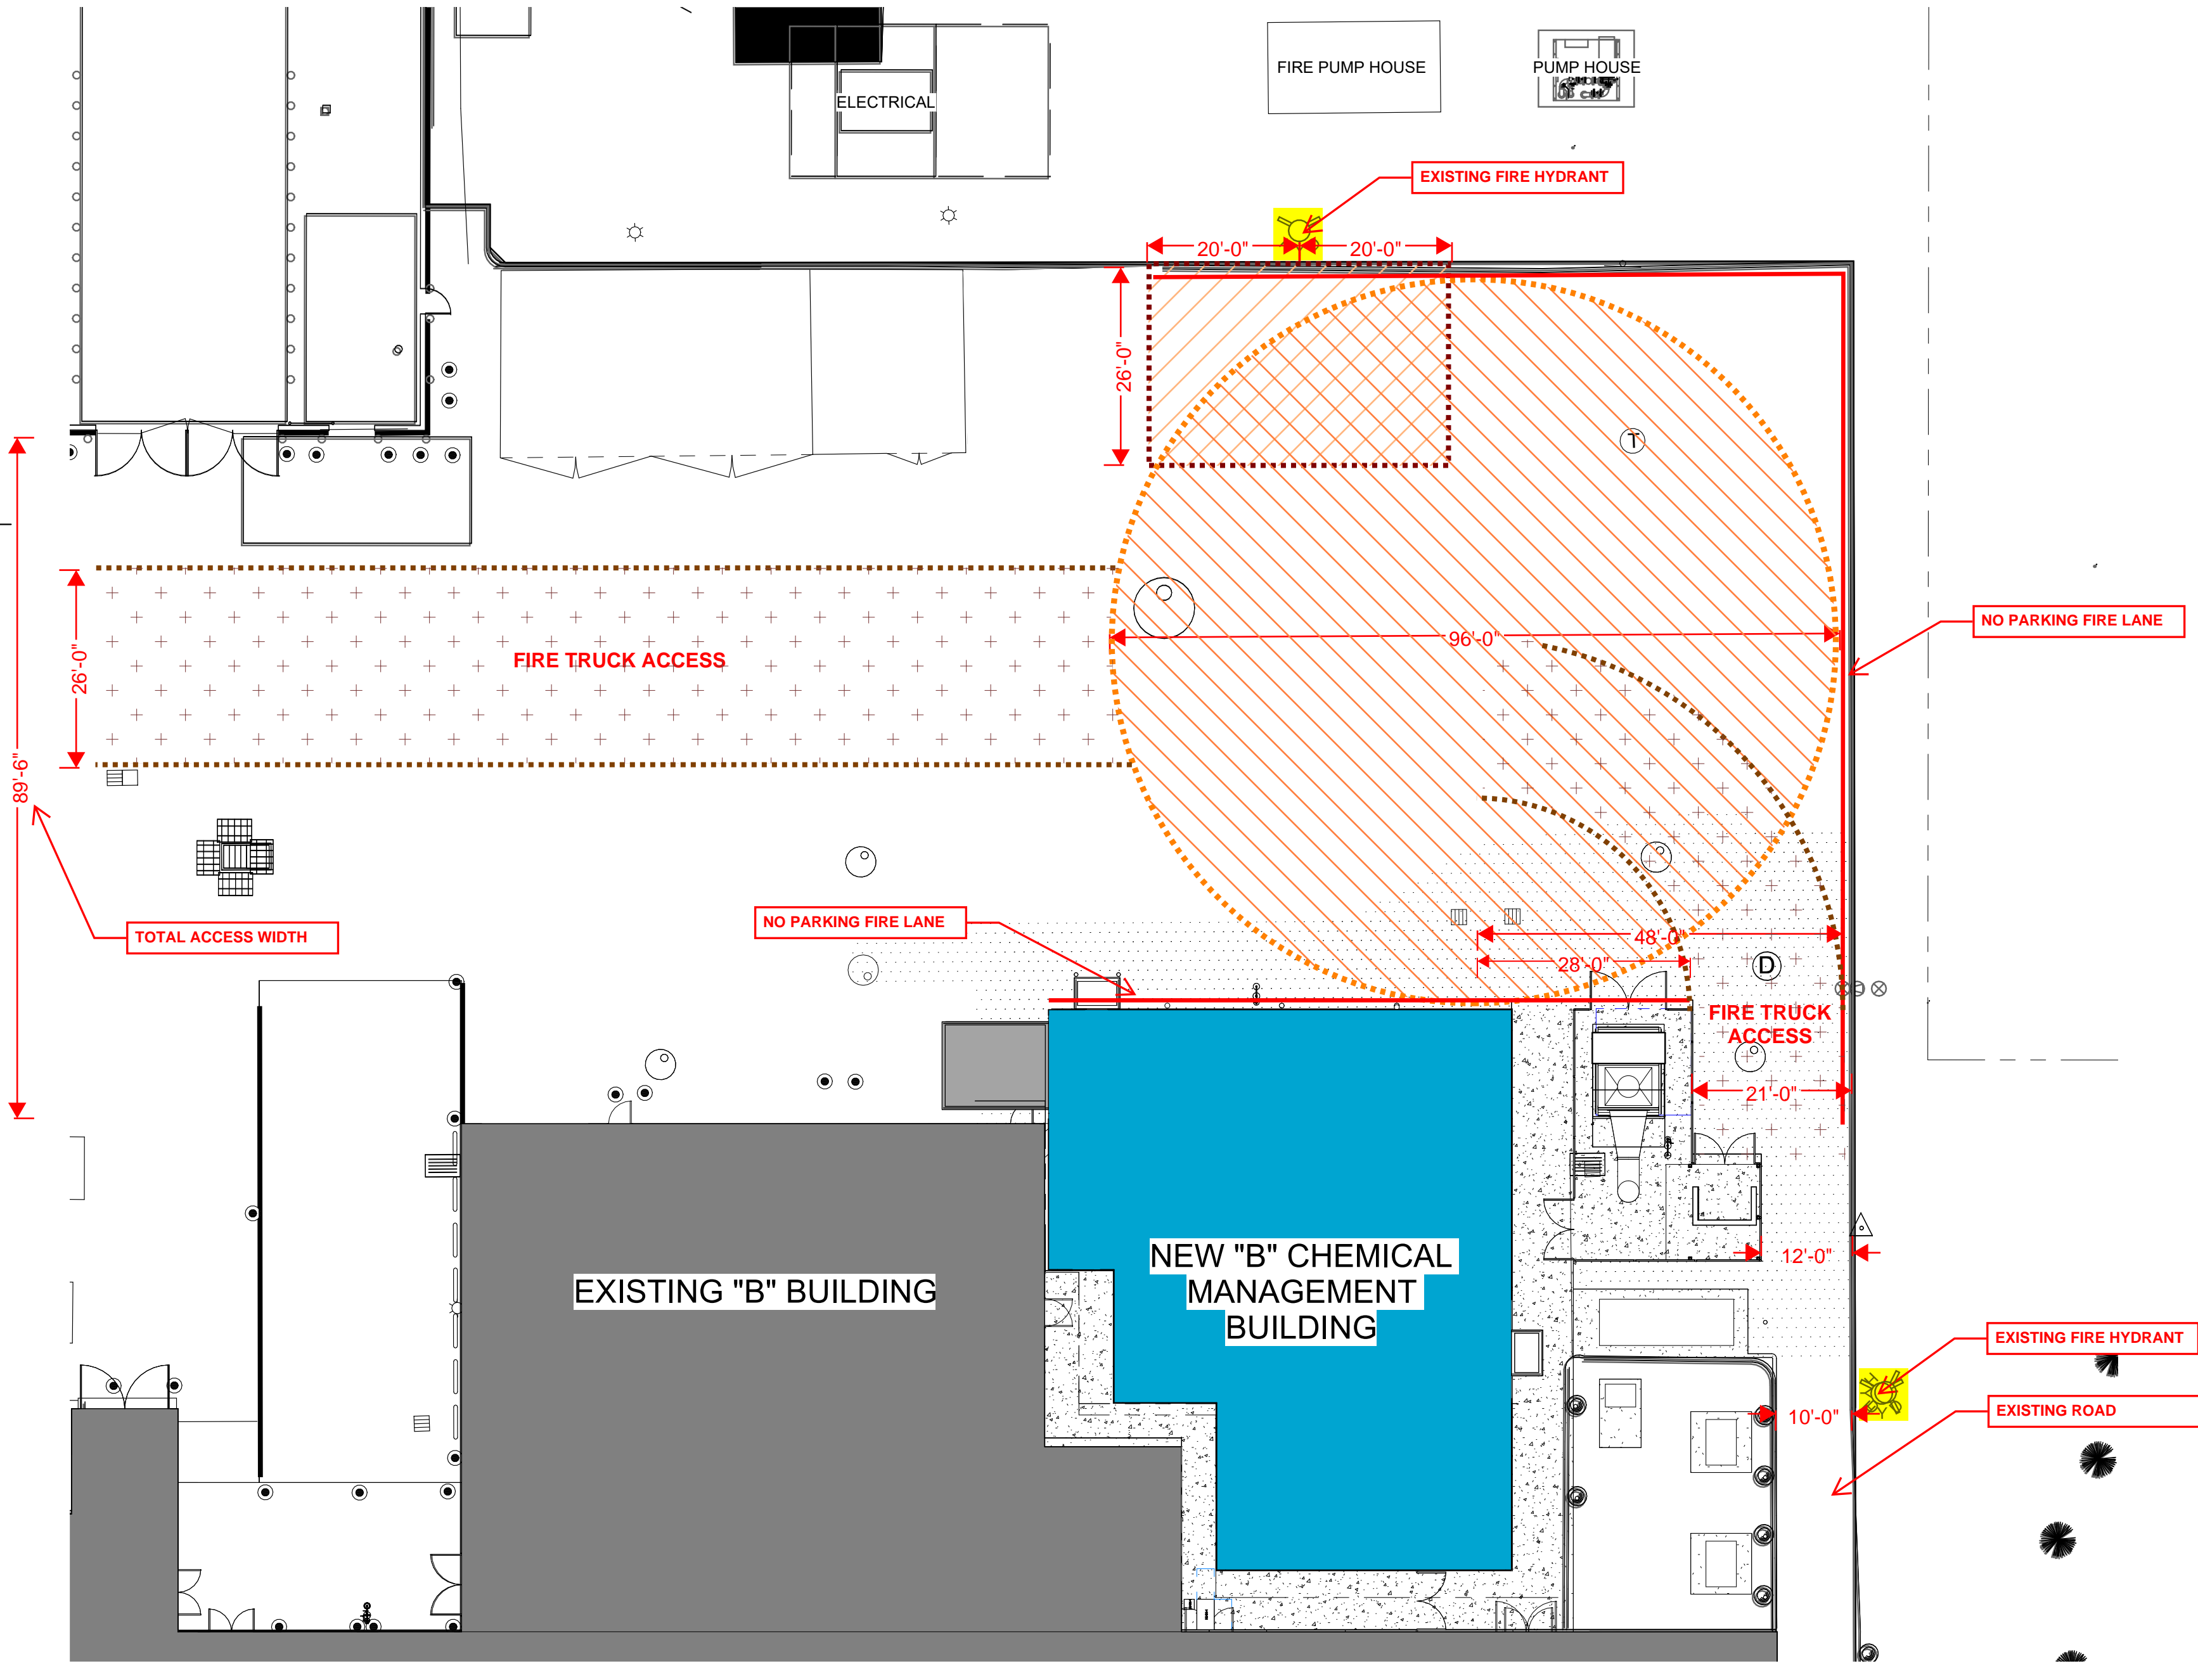 FIRE PUMP HOUSE
PUMP HOUSE
ELECTRICAL
EXISTING FIRE HYDRANT
20'-0"
20'-0"
26'-0"
T
NO PARKING FIRE LANE
96'-0"
FIRE TRUCK ACCESS
26'-0"
89'-6"
TOTAL ACCESS WIDTH
NO PARKING FIRE LANE
48'-0"
28'-0"
D
FIRE TRUCK
ACCESS
21'-0"
12'-0"
NEW "B" CHEMICAL
MANAGEMENT
BUILDING
EXISTING "B" BUILDING
EXISTING FIRE HYDRANT
EXISTING ROAD
10'-0"